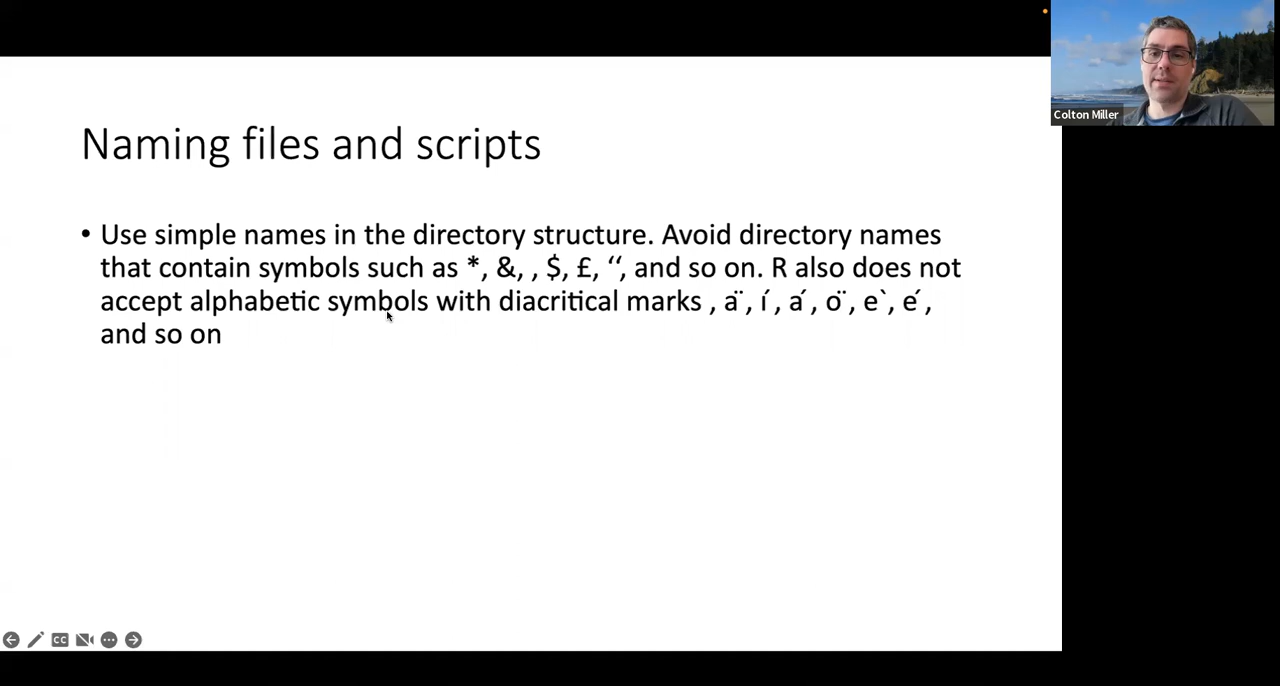 Colton Miller
Naming files and scripts
• Use simple names in the directory structure. Avoid directory names
that contain symbols such as *, &, , $, £, “, and so on. R also does not
accept alphabetic symbols with diacritical marks , a¨, í , a´, o¨, e`, e´,
and so on
CC